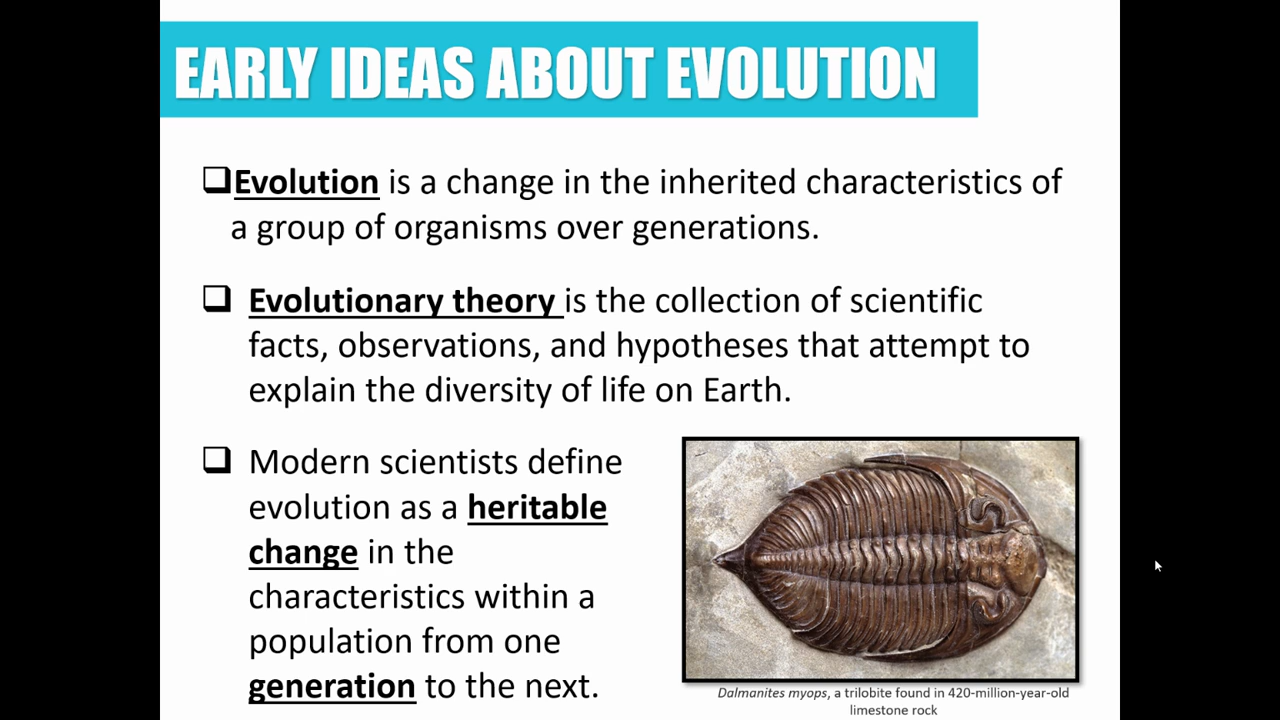 EARLY IDEAS ABOUT EVOLUTION
Evolution is a change in the inherited characteristics of
a group of organisms over generations.
Evolutionary theory is the collection of scientific
facts, observations, and hypotheses that attempt to
explain the diversity of life on Earth.
Modern scientists define
evolution as a heritable
change in the
characteristics within a
population from one
generation to the next.
Dalmanites myops, a trilobite found in 420-million-year-old
limestone rock